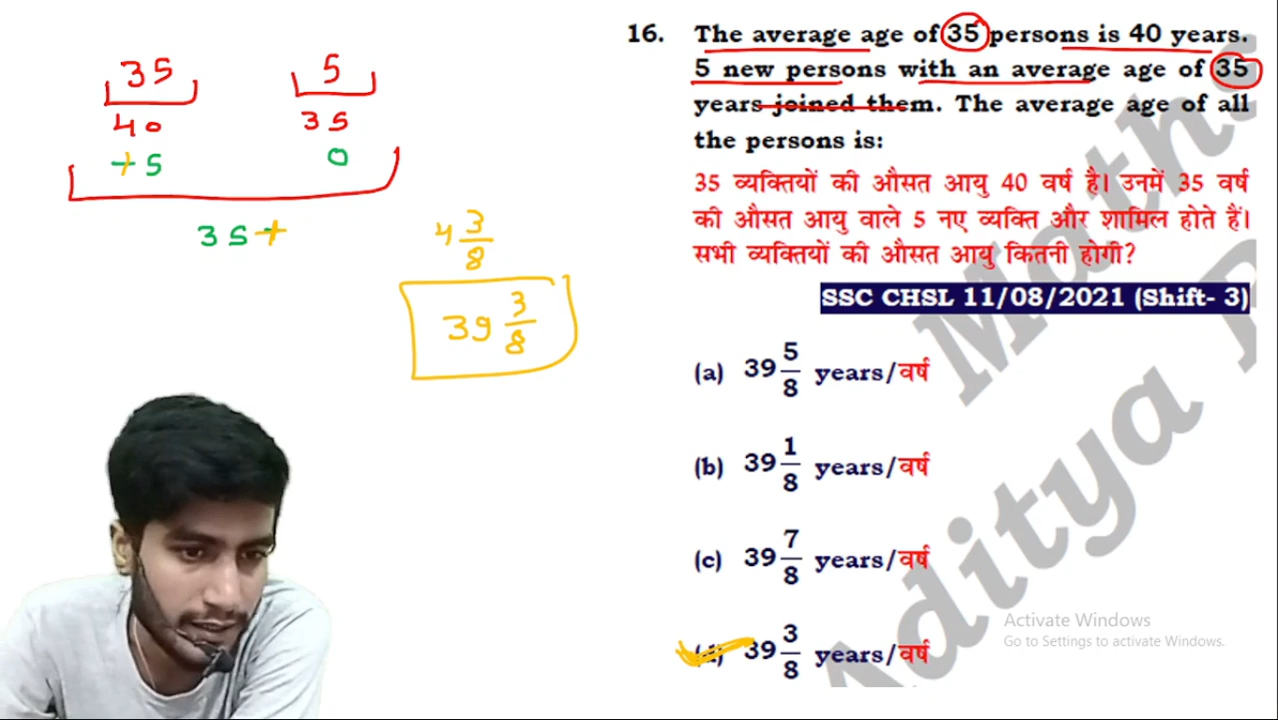 35
5
40
35
+5
0
35+
4 3/8
39 3/8
16. The average age of 35 persons is 40 years.
5 new persons with an average age of 35
years joined them. The average age of all
the persons is:
35 व्यक्तियों की औसत आयु 40 वर्ष है। उनमें 35 वर्ष
की औसत आयु वाले 5 नए व्यक्ति और शामिल होते हैं।
सभी व्यक्तियों की औसत आयु कितनी होगी?
SSC CHSL 11/08/2021 (Shift- 3)
(a) 39 5/8 years/वर्ष
(b) 39 1/8 years/वर्ष
(c) 39 7/8 years/वर्ष
(d) 39 3/8 years/वर्ष
Maths
Aditya
Activate Windows
Go to Settings to activate Windows.